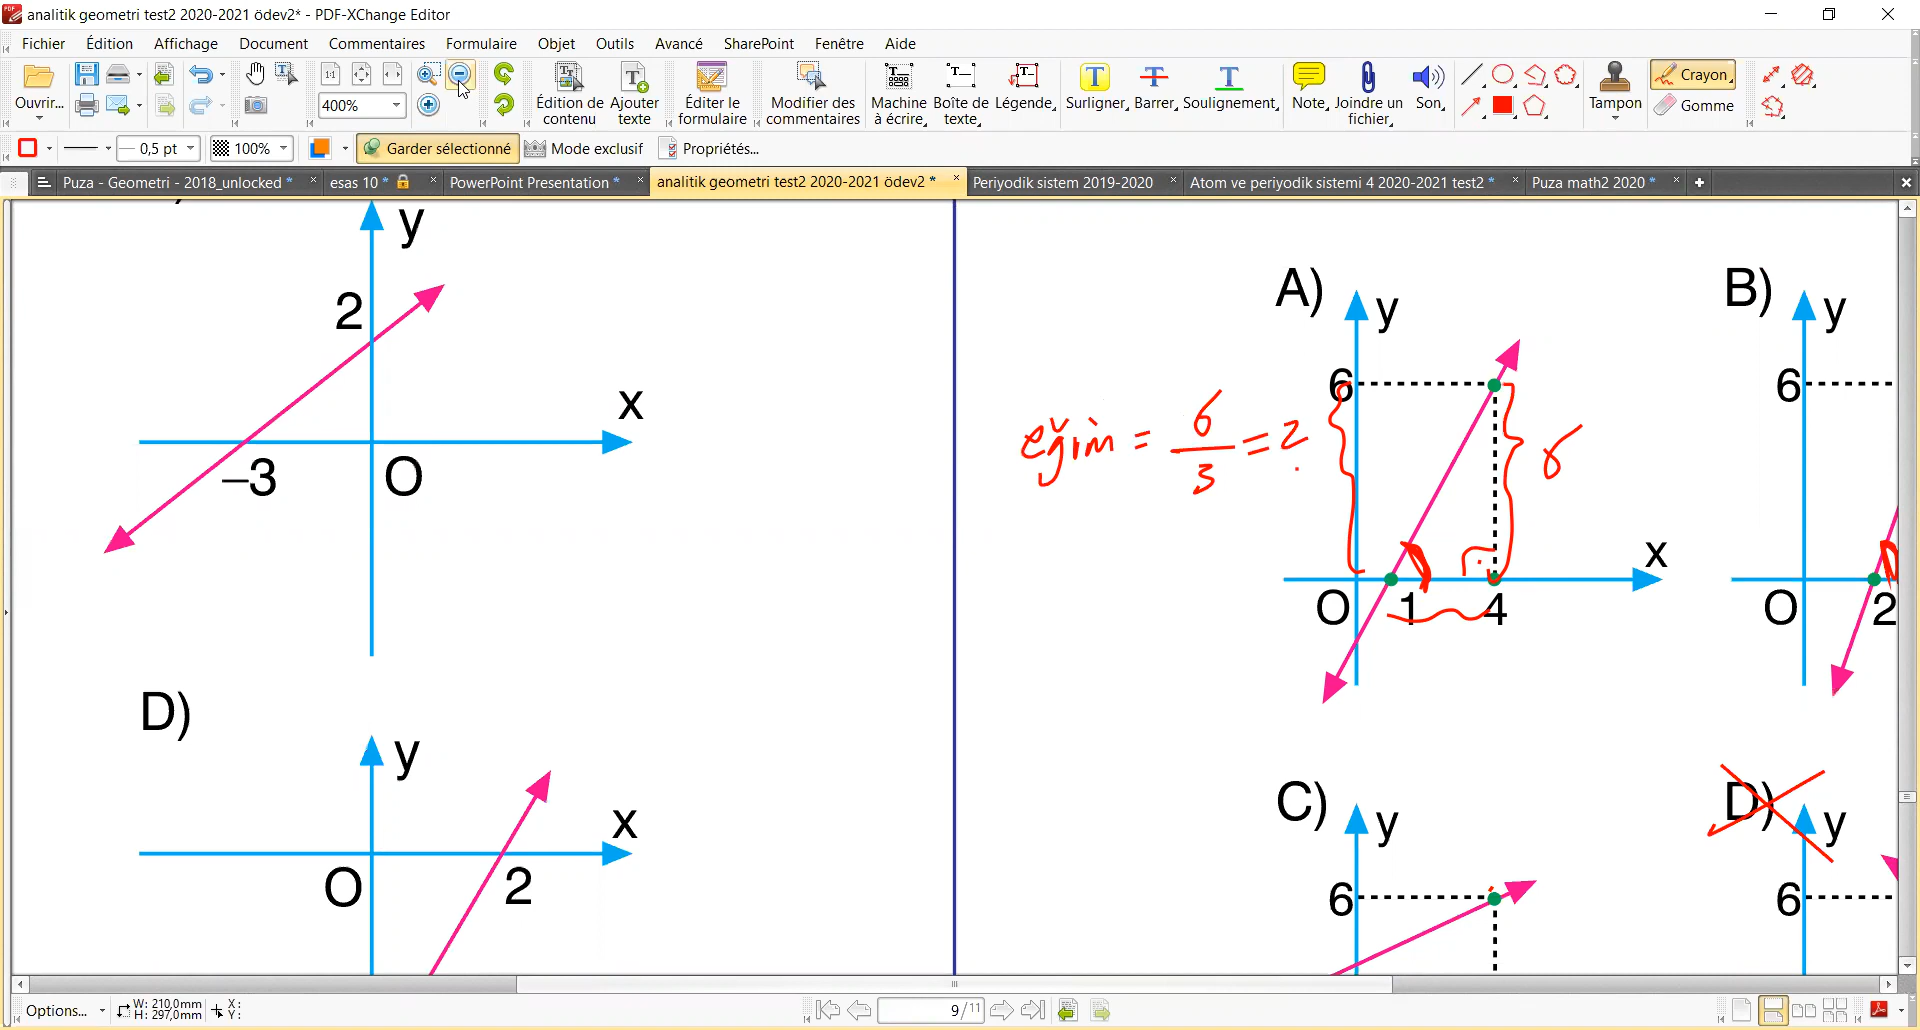 analitik geometri test2 2020-2021 ödev2* - PDF-XChange Editor
Fichier Édition Affichage Document Commentaires Formulaire Objet Outils Avancé SharePoint Fenêtre Aide
Ouvrir...
1:1
400%
Édition de contenu
Ajouter texte
Éditer le formulaire
Modifier des commentaires
Machine à écrire
Boîte de texte
Légende
Surligner
Barrer
Soulignement
Note
Joindre un fichier
Son
Tampon
Crayon
Gomme
0,5 pt 100% Garder sélectionné Mode exclusif Propriétés...
Puza - Geometri - 2018_unlocked * esas 10 * PowerPoint Presentation * analitik geometri test2 2020-2021 ödev2 * Periyodik sistem 2019-2020 Atom ve periyodik sistemi 4 2020-2021 test2 * Puza math2 2020 *
y
2
x
–3 O
D)
y
x
O 2
A)
y
6
eğim = 6/3 = 2
6
x
O 1 4
B)
y
6
O 2
C)
y
6
D)
y
6
Options...
W: 210,0mm
H: 297,0mm
X:
Y:
9/11